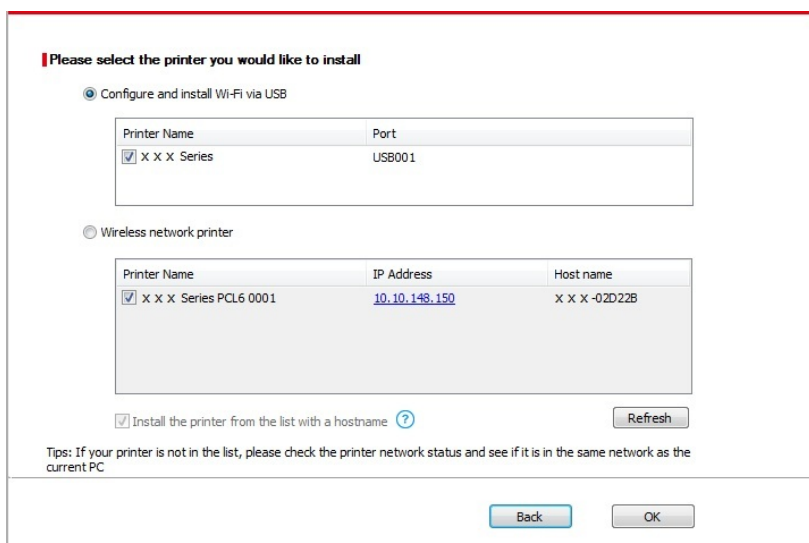 Please select the printer you would like to install
Configure and install Wi-Fi via USB
Printer Name Port
X X X Series USB001
Wireless network printer
Printer Name IP Address Host name
X X X Series PCL6 0001 10.10.148.150 X X X -02D22B
Install the printer from the list with a hostname ?
Refresh
Tips: If your printer is not in the list, please check the printer network status and see if it is in the same network as the
current PC
Back OK